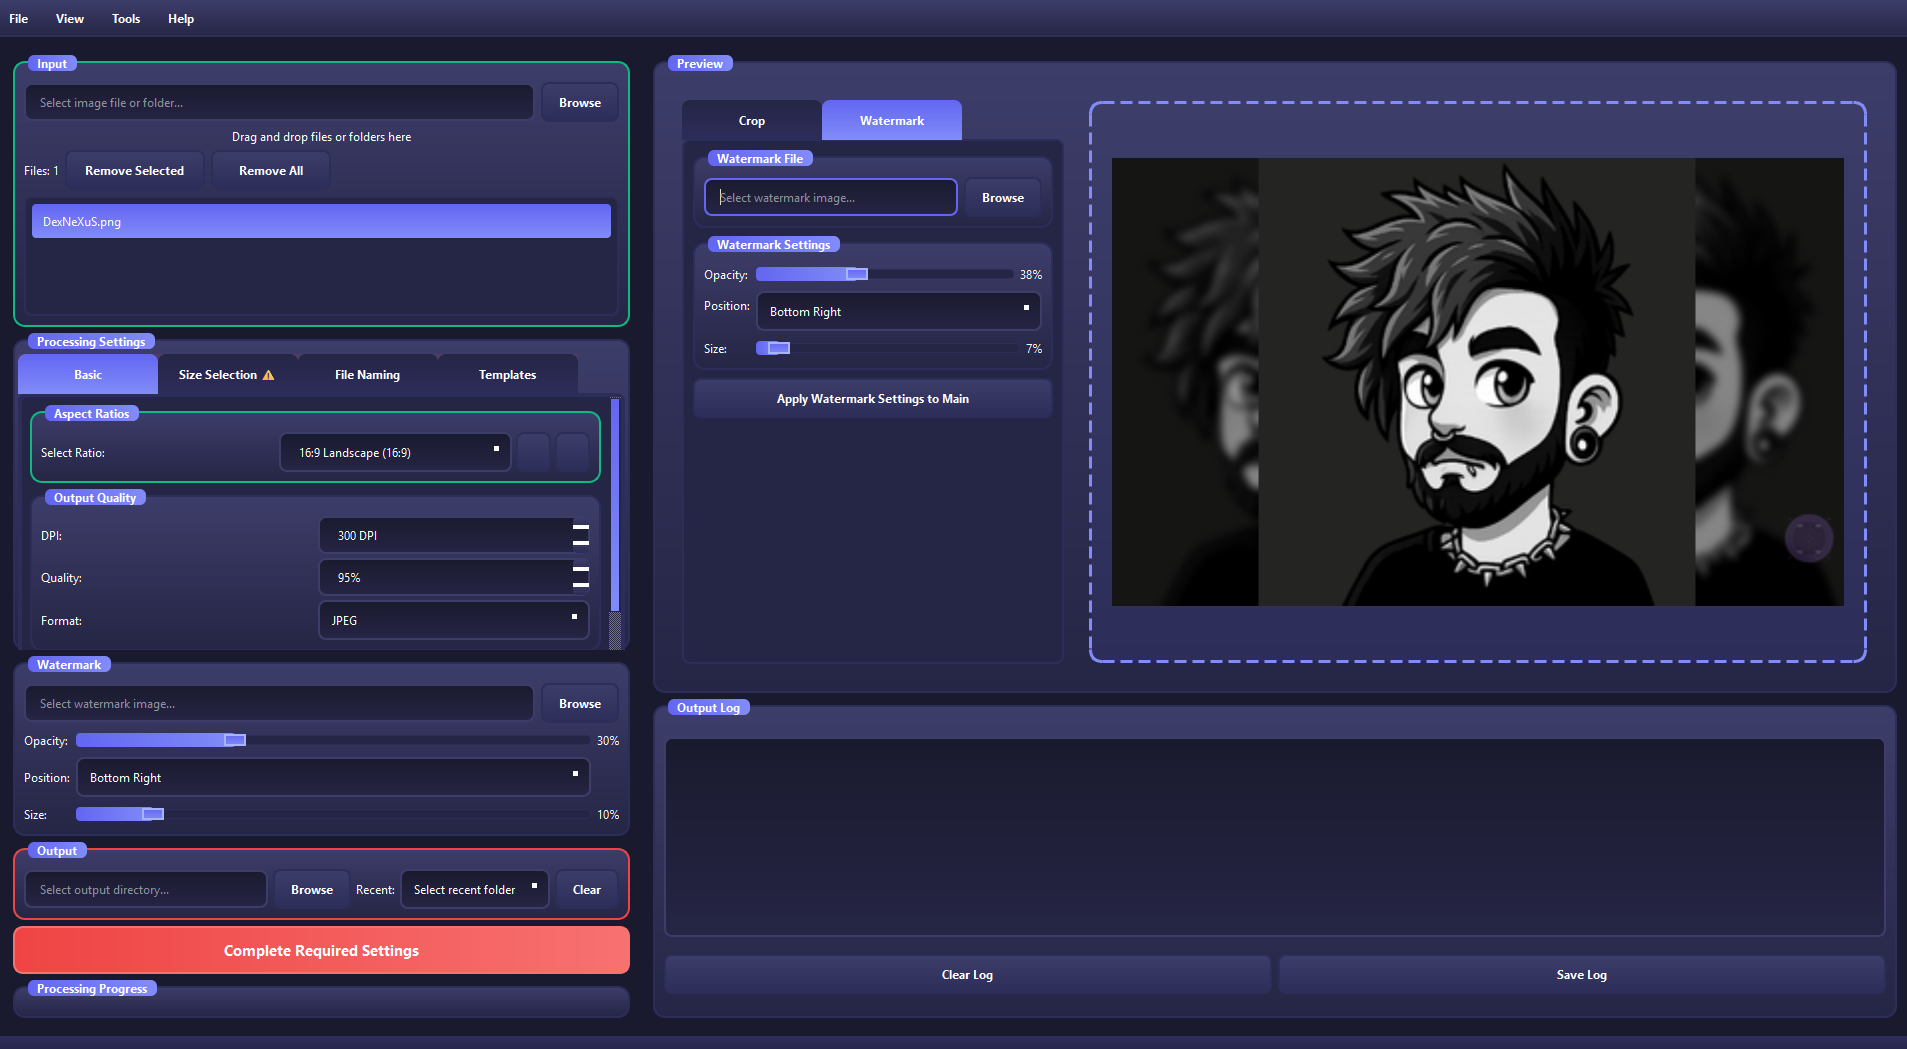 File View Tools Help
Input
Select image file or folder...
Browse
Drag and drop files or folders here
Files: 1
Remove Selected
Remove All
DexNeXuS.png
Processing Settings
Basic
Size Selection
File Naming
Templates
Aspect Ratios
Select Ratio:
16:9 Landscape (16:9)
Output Quality
DPI:
300 DPI
Quality:
95%
Format:
JPEG
Watermark
Select watermark image...
Browse
Opacity:
30%
Position:
Bottom Right
Size:
10%
Output
Select output directory...
Browse
Recent:
Select recent folder
Clear
Complete Required Settings
Processing Progress
Preview
Crop
Watermark
Watermark File
Select watermark image...
Browse
Watermark Settings
Opacity:
38%
Position:
Bottom Right
Size:
7%
Apply Watermark Settings to Main
Output Log
Clear Log
Save Log